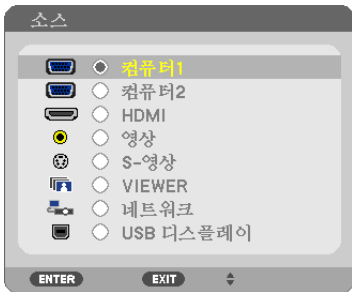 소스
컴퓨터1
컴퓨터2
HDMI
영상
S-영상
VIEWER
네트워크
USB 디스플레이
ENTER EXIT